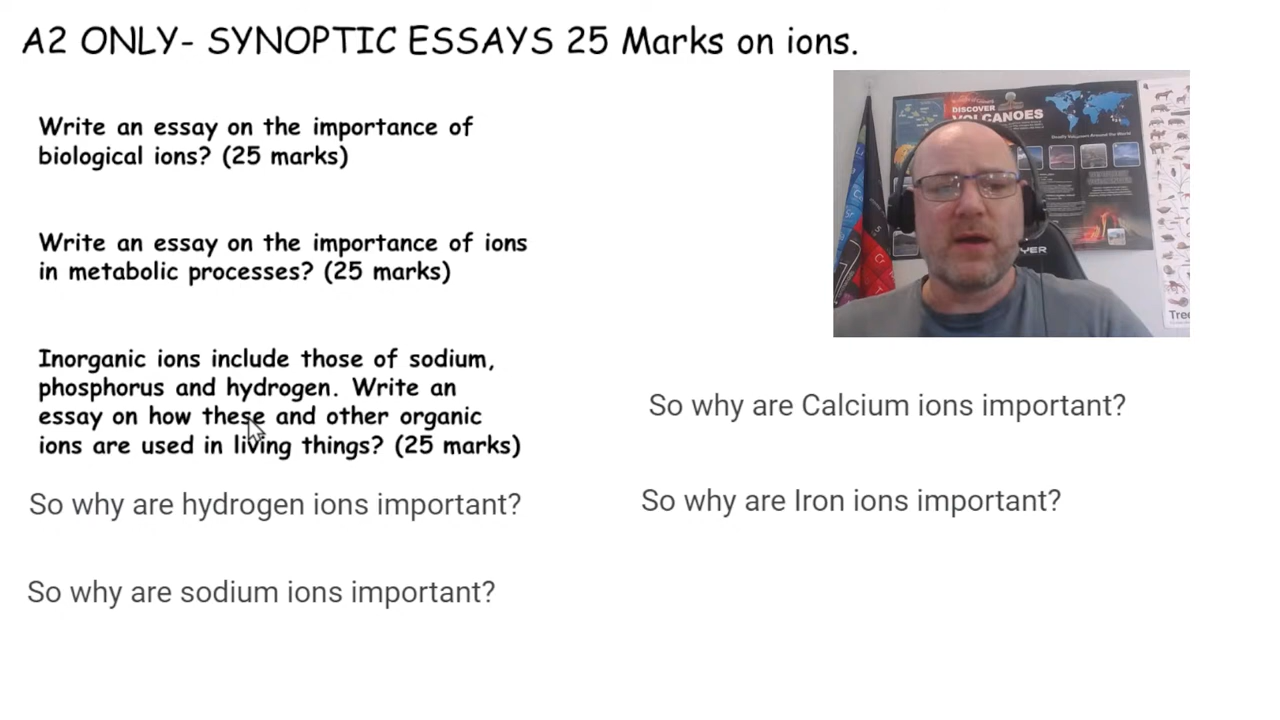 A2 ONLY- SYNOPTIC ESSAYS 25 Marks on ions.
Write an essay on the importance of
biological ions? (25 marks)
Write an essay on the importance of ions
in metabolic processes? (25 marks)
Inorganic ions include those of sodium,
phosphorus and hydrogen. Write an
essay on how these and other organic
ions are used in living things? (25 marks)
So why are hydrogen ions important?
So why are sodium ions important?
DISCOVER
VOLCANOES
Tree
So why are Calcium ions important?
So why are Iron ions important?